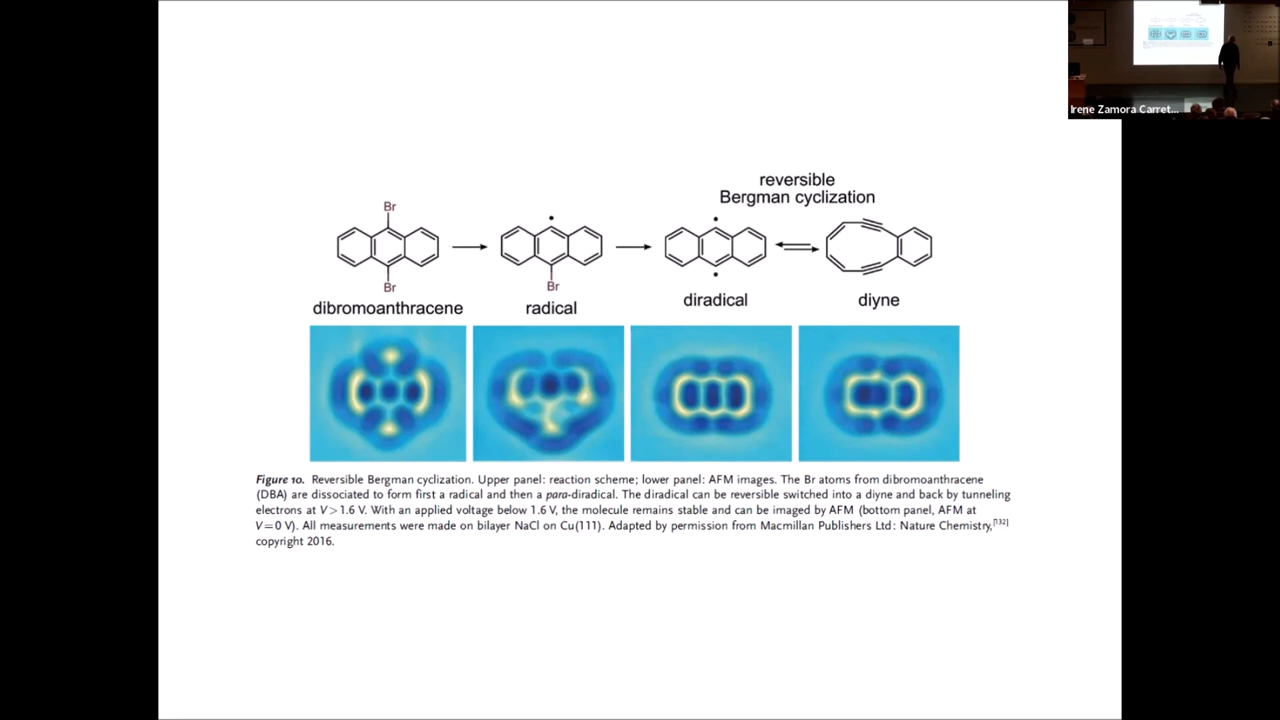 Irene Zamora Carret...
reversible
Bergman cyclization
Br
Br
Br
dibromoanthracene
radical
diradical
diyne
Figure 10. Reversible Bergman cyclization. Upper panel: reaction scheme; lower panel: AFM images. The Br atoms from dibromoanthracene
(DBA) are dissociated to form first a radical and then a para-diradical. The diradical can be reversible switched into a diyne and back by tunneling
electrons at V > 1.6 V. With an applied voltage below 1.6 V, the molecule remains stable and can be imaged by AFM (bottom panel, AFM at
V=0 V). All measurements were made on bilayer NaCl on Cu(111). Adapted by permission from Macmillan Publishers Ltd: Nature Chemistry,[132]
copyright 2016.